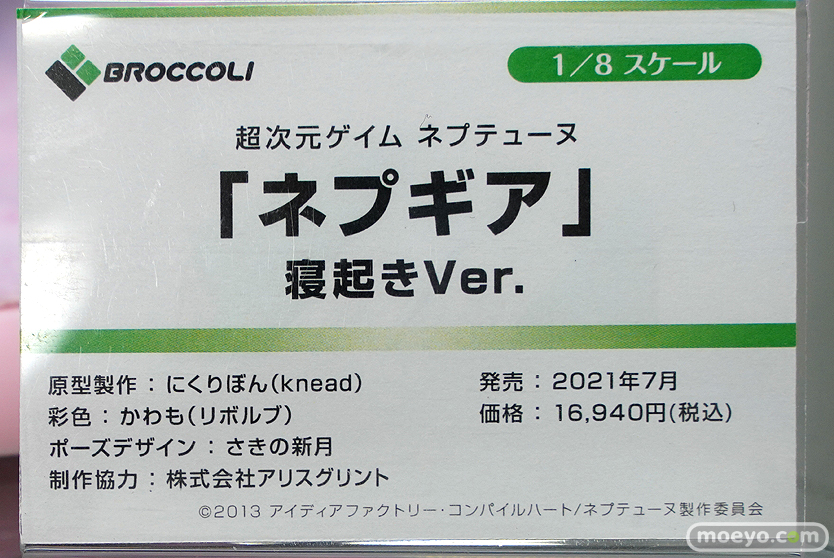 BROCCOLI
1/8 スケール
超次元ゲイム ネプテューヌ
「ネプギア」
寝起きVer.
原型製作：にくりぼん(knead)
彩色：かわも(リボルブ)
ポーズデザイン：さきの新月
制作協力：株式会社アリスグリント
発売：2021年7月
価格：16,940円(税込)
©2013 アイディアファクトリー・コンパイルハート/ネプテューヌ製作委員会
moeyo.com